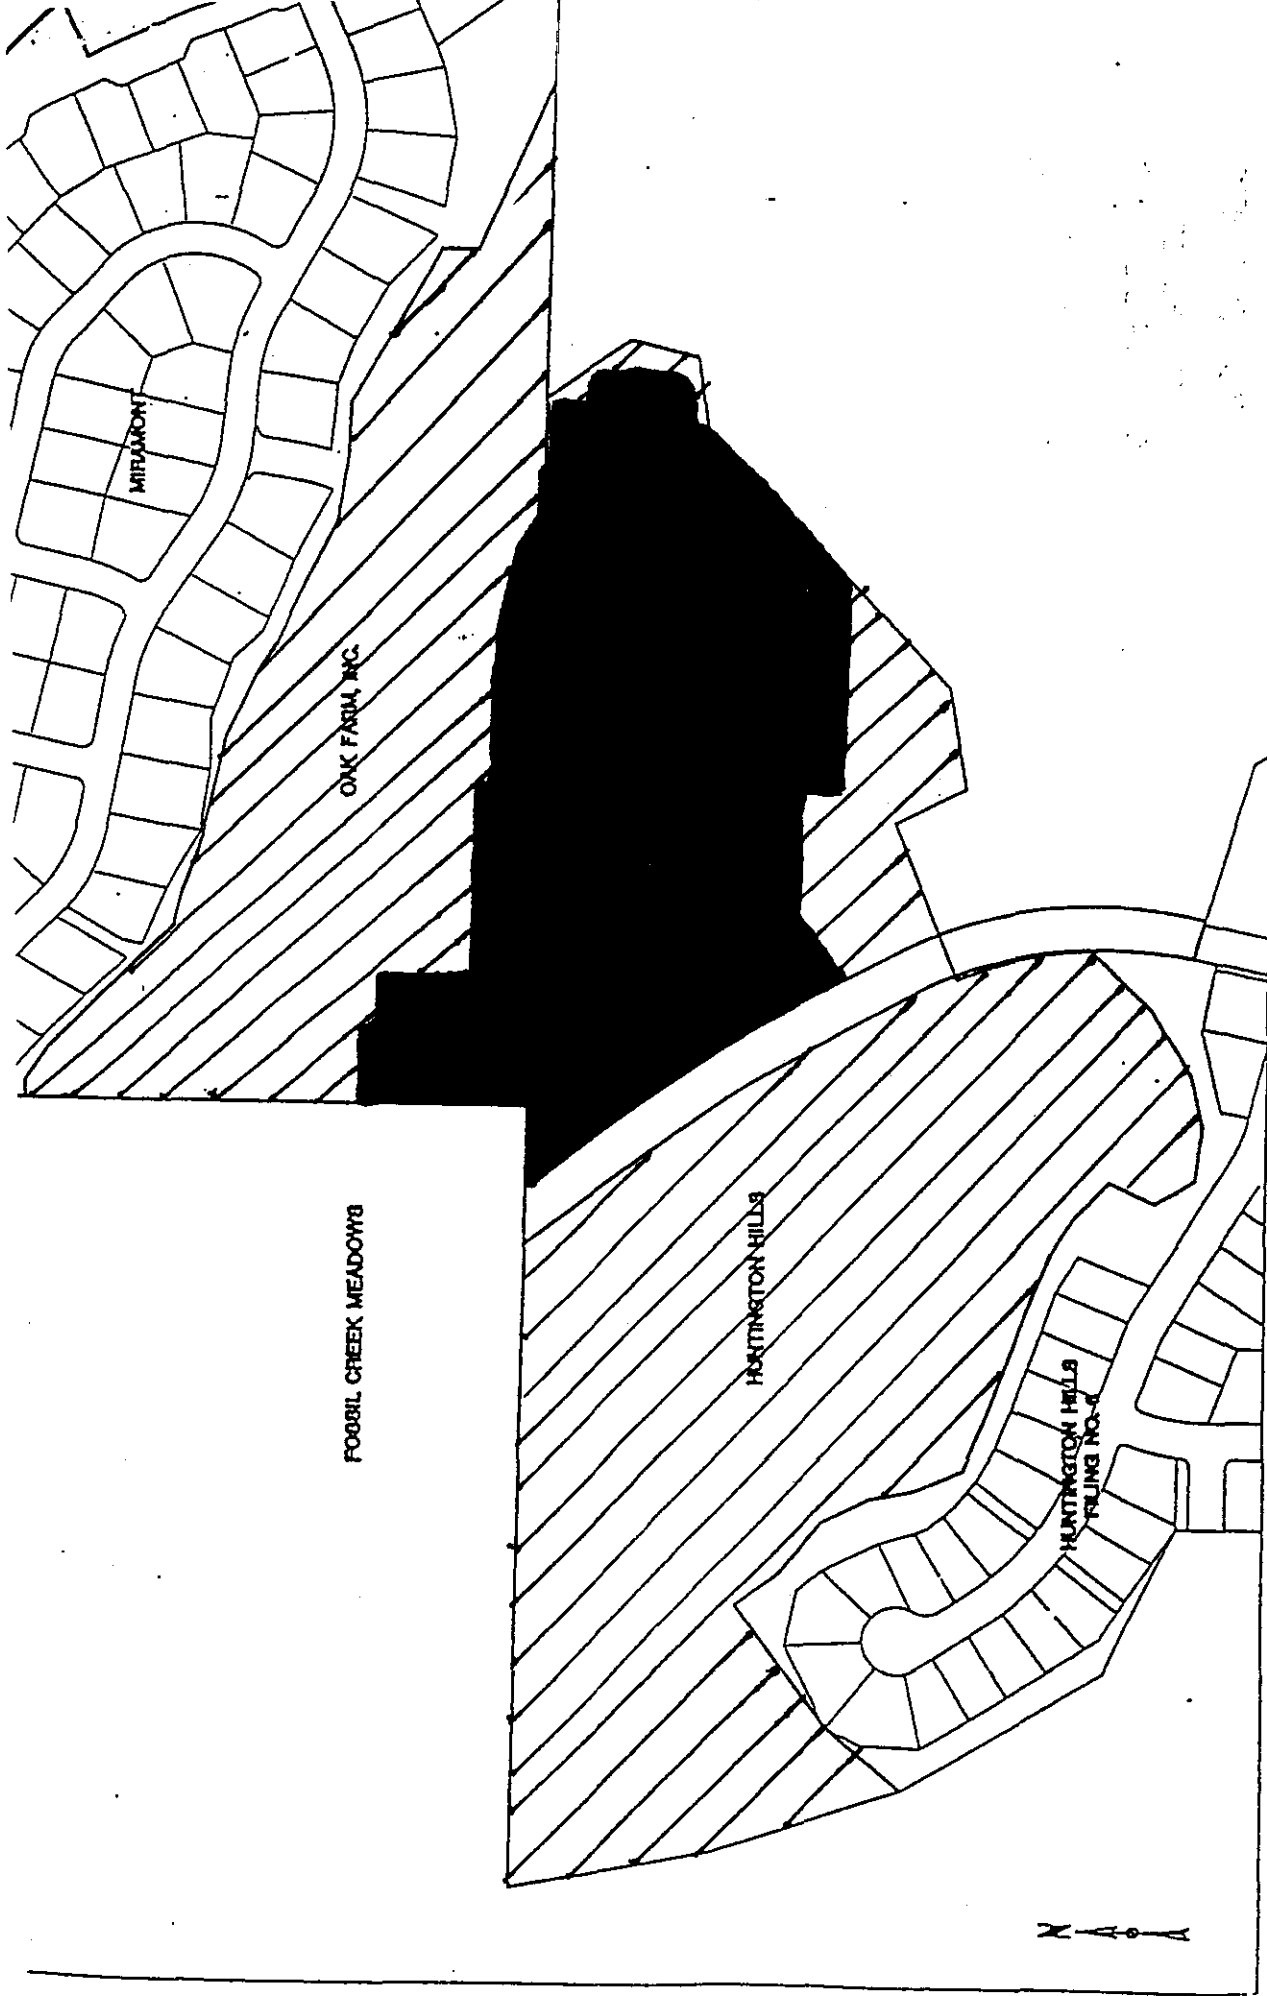 MIRAMONT
OAK FARM, INC.
FOSSIL CREEK MEADOWS
HUNTINGTON HILLS
HUNTINGTON HILLS
FILING NO. 6
N